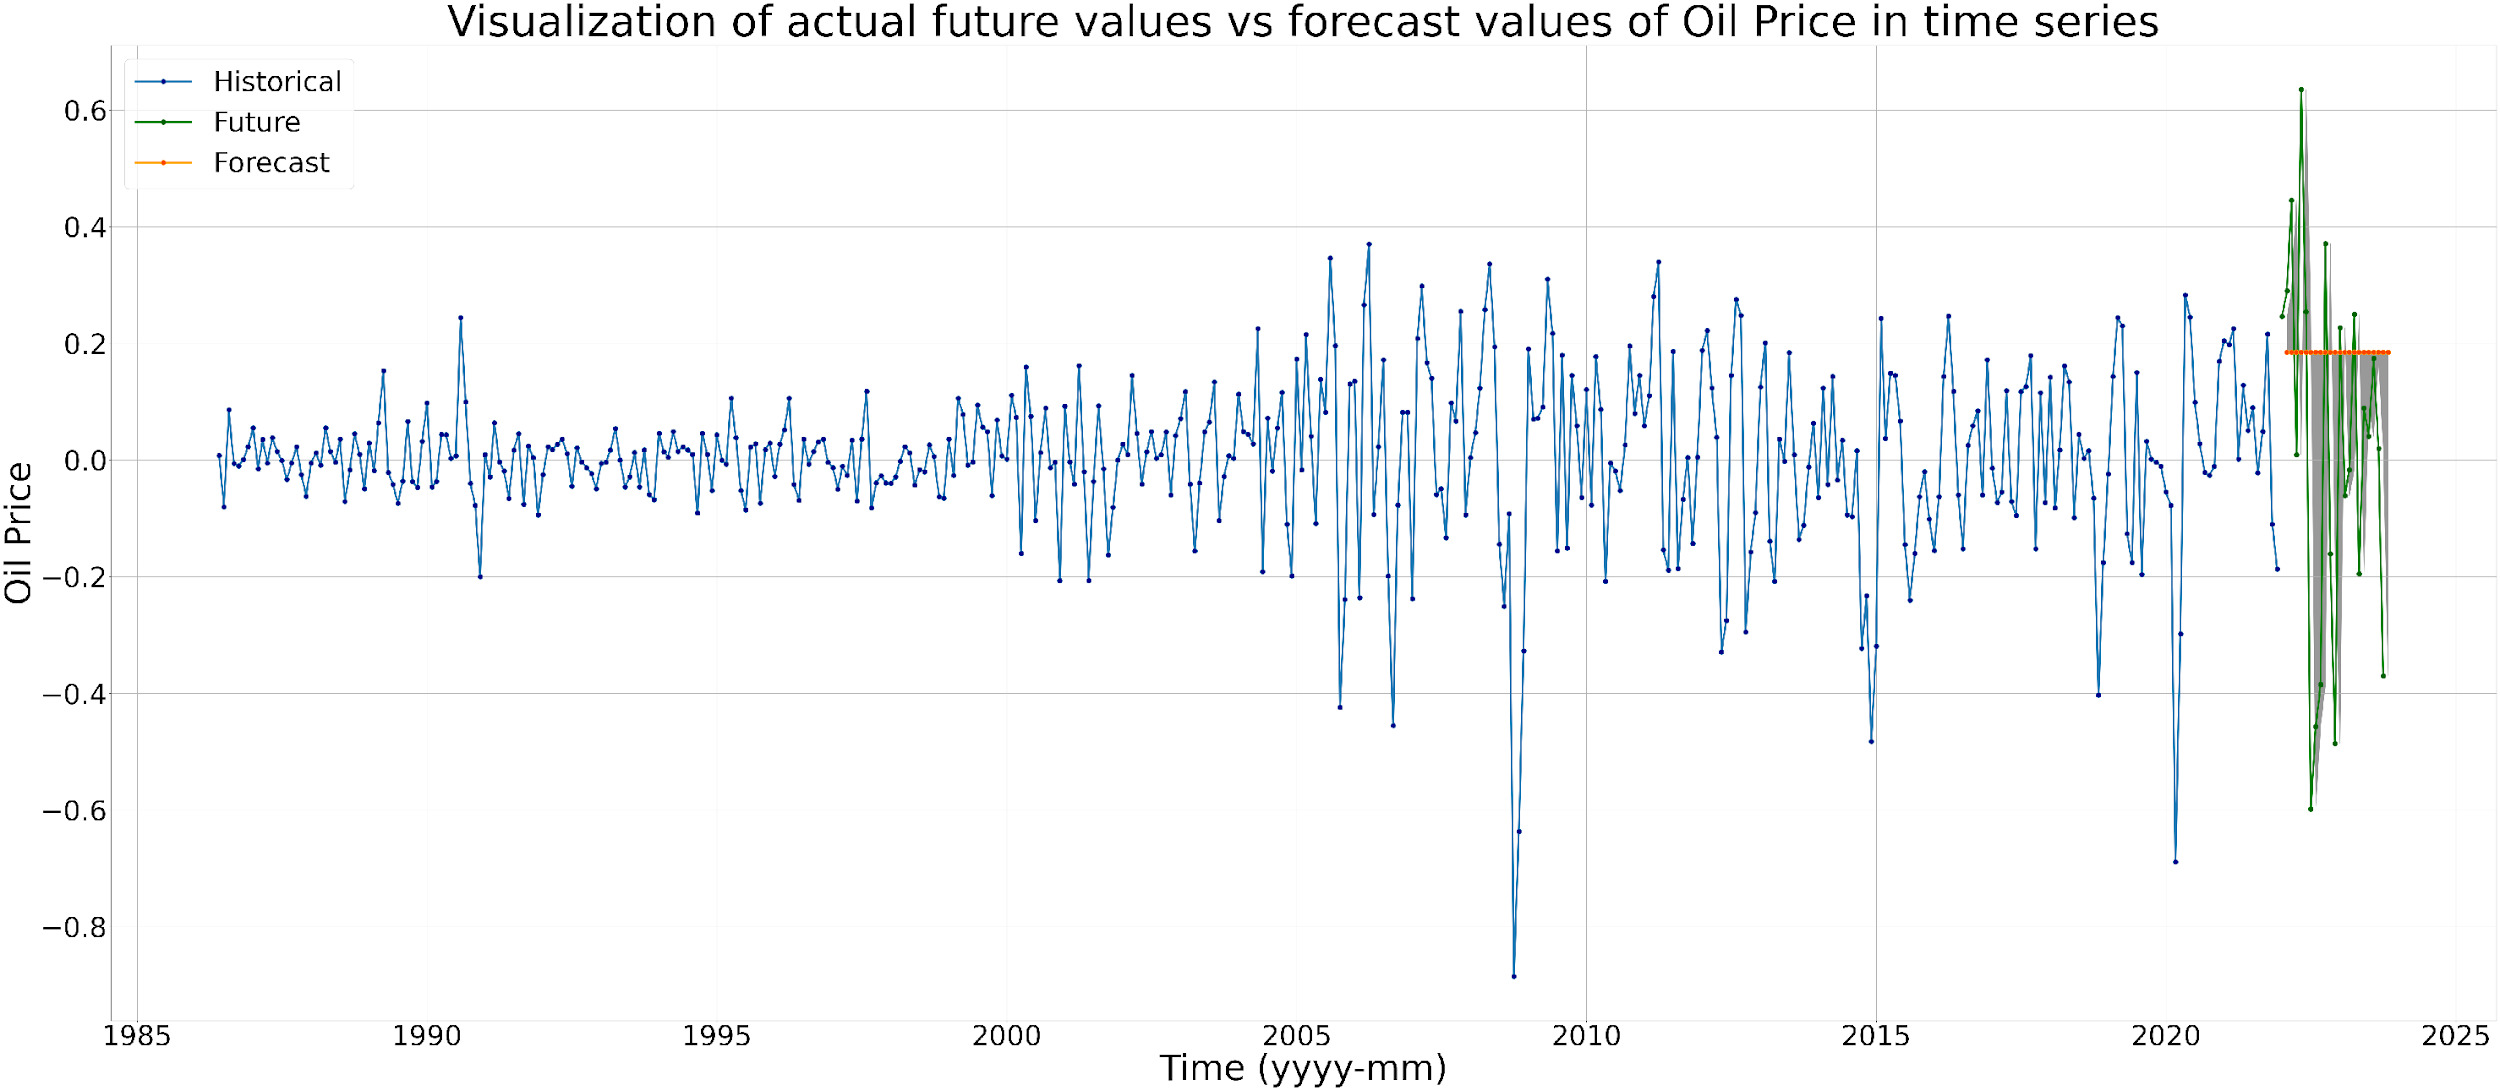 Visualization of actual future values vs forecast values of Oil Price in time series
Historical
Future
Forecast
0.6
0.4
0.2
0.0
−0.2
−0.4
−0.6
−0.8
Oil Price
1985 1990 1995 2000 2005 2010 2015 2020 2025
Time (yyyy-mm)